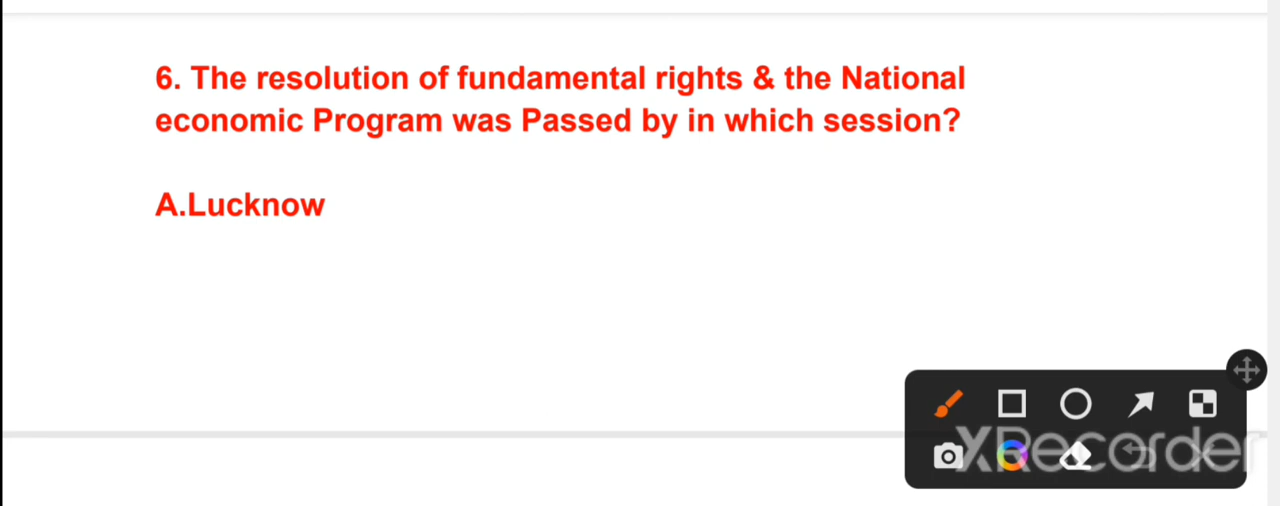 6. The resolution of fundamental rights & the National
economic Program was Passed by in which session?
A.Lucknow
XRecorder